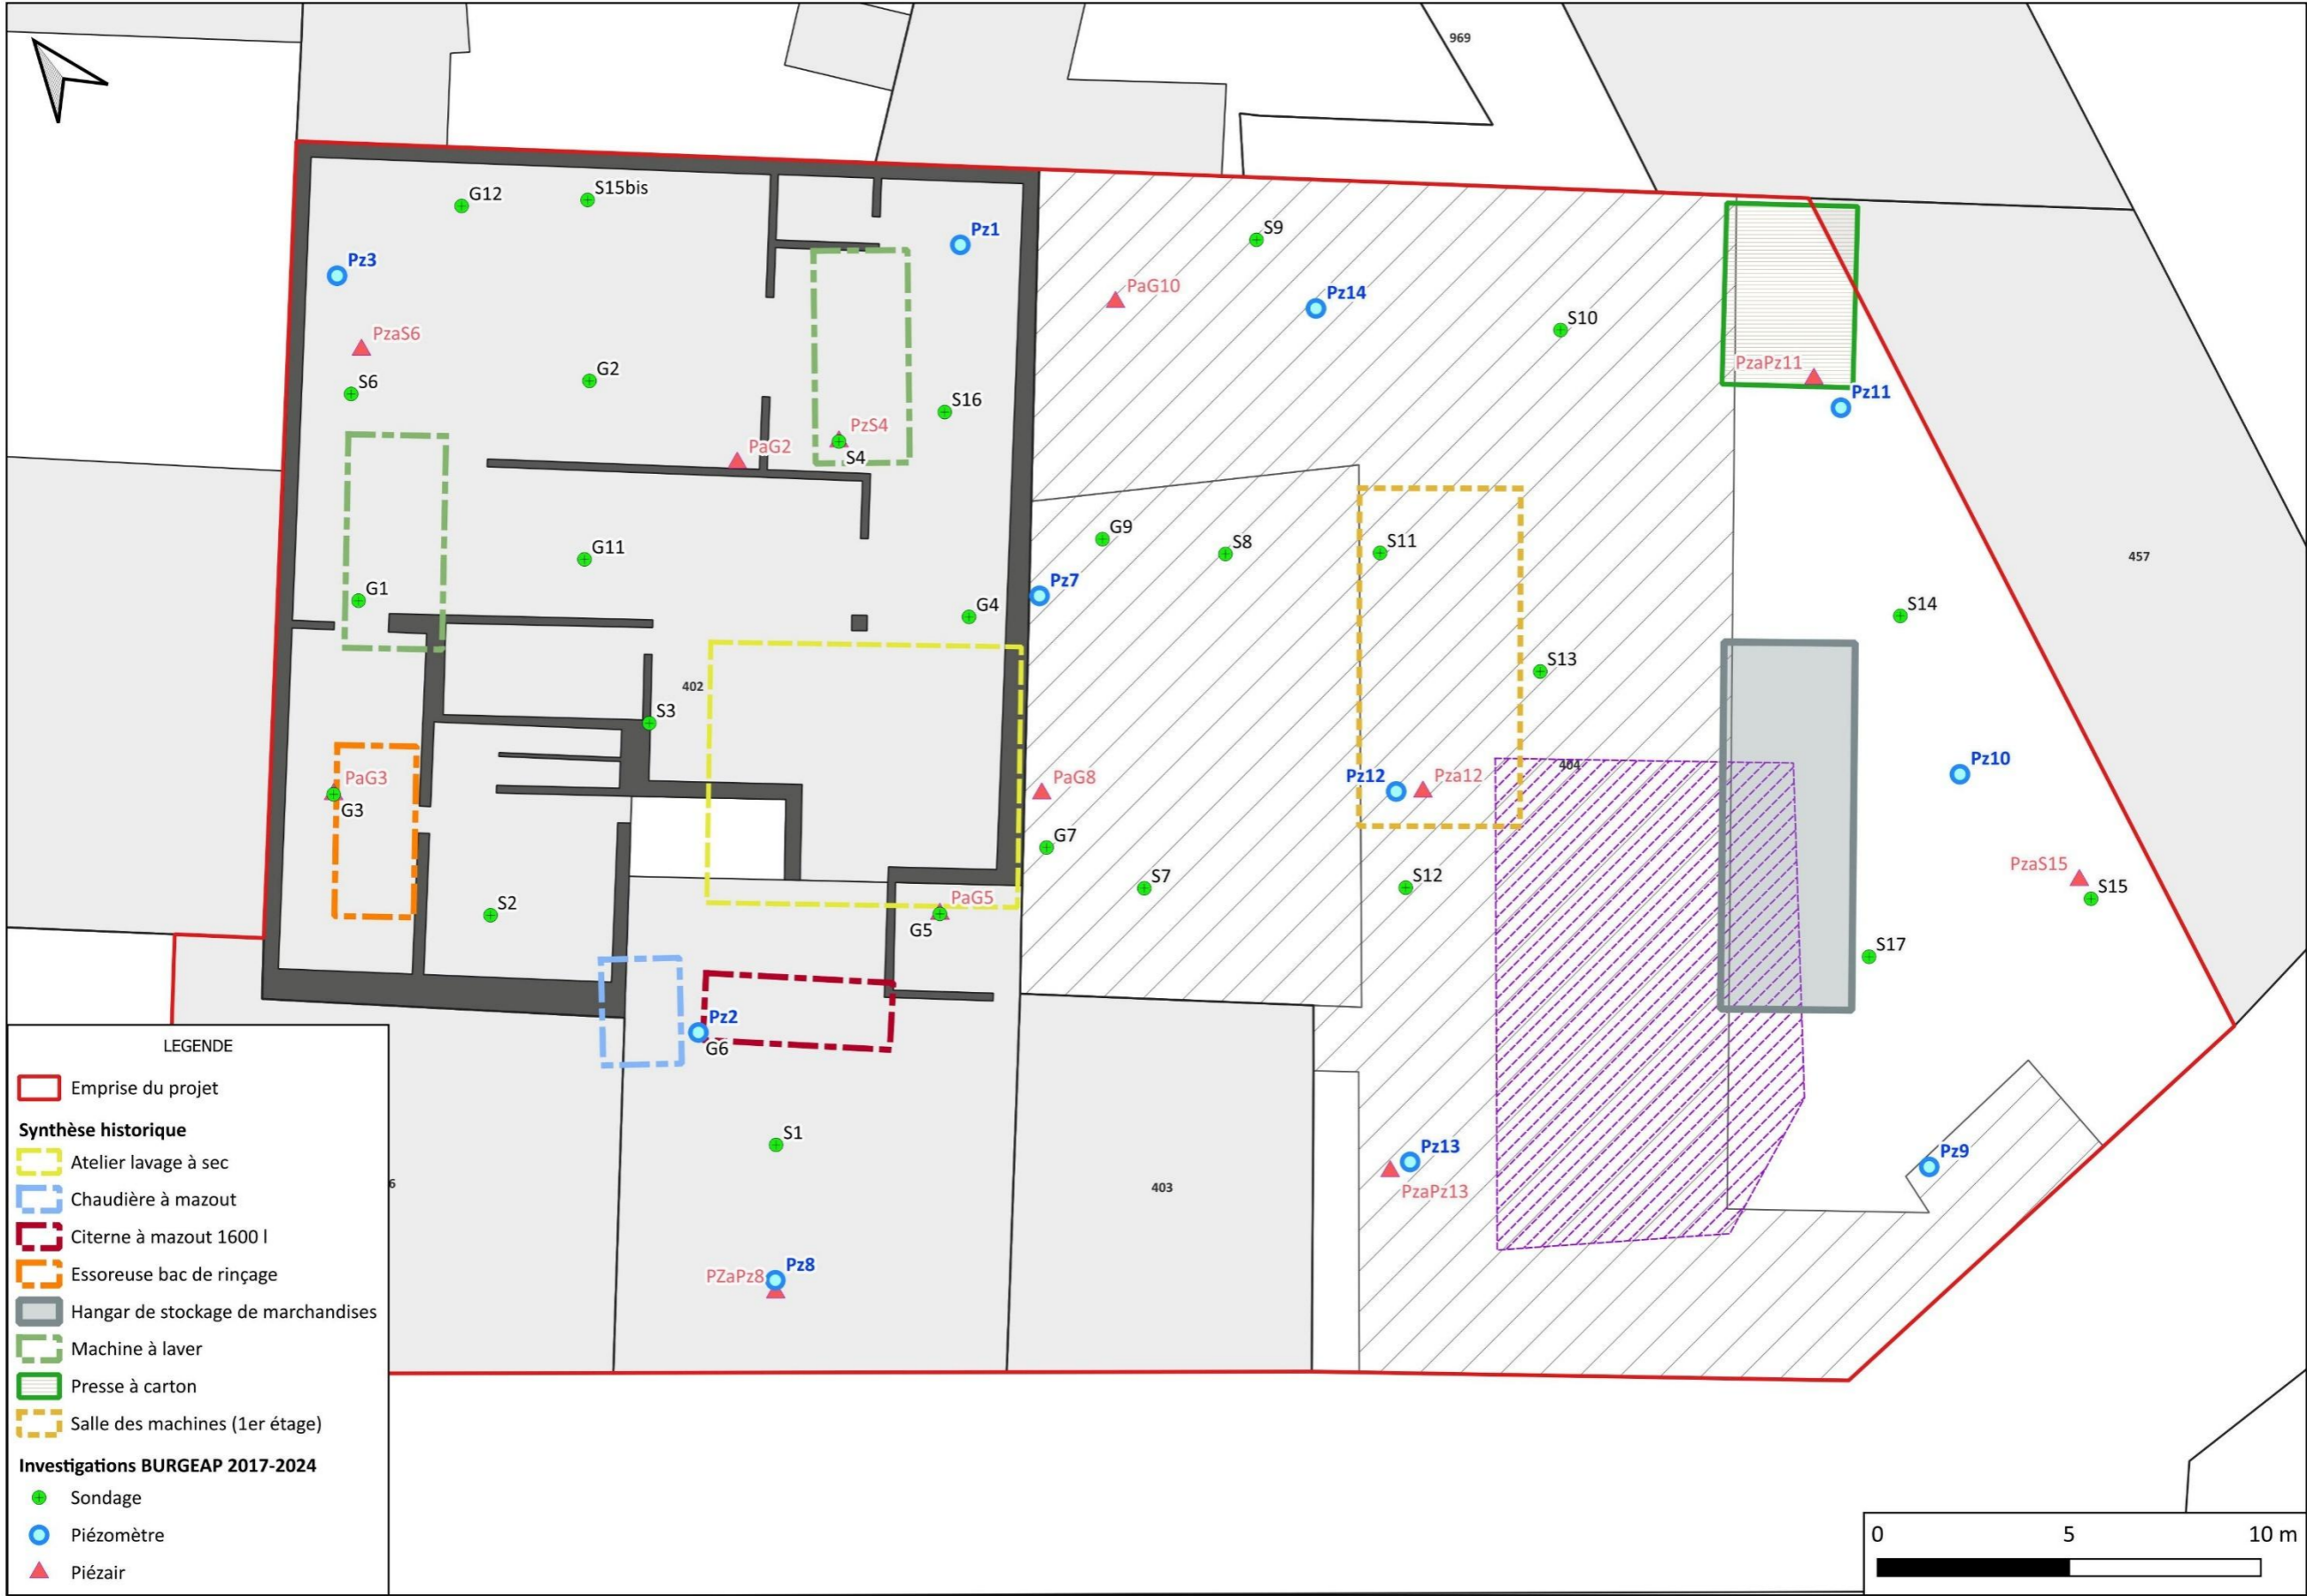 969
G12
S15bis
Pz1
Pz3
S9
PaG10
Pz14
S10
PzaS6
S6
G2
S16
PzaPz11
Pz11
PaG2
PzS4
S4
G9
S8
S11
G11
457
G1
Pz7
G4
S14
S13
402
S3
404
Pz10
PaG3
G3
PaG8
Pz12
Pza12
G7
S7
S12
PzaS15
S15
S2
PaG5
G5
S17
Pz2
G6
S1
Pz13
PzaPz13
Pz9
6
403
PZaPz8
Pz8
LEGENDE
Emprise du projet
Synthèse historique
Atelier lavage à sec
Chaudière à mazout
Citerne à mazout 1600 l
Essoreuse bac de rinçage
Hangar de stockage de marchandises
Machine à laver
Presse à carton
Salle des machines (1er étage)
Investigations BURGEAP 2017-2024
Sondage
Piézomètre
Piézair
0 5 10 m